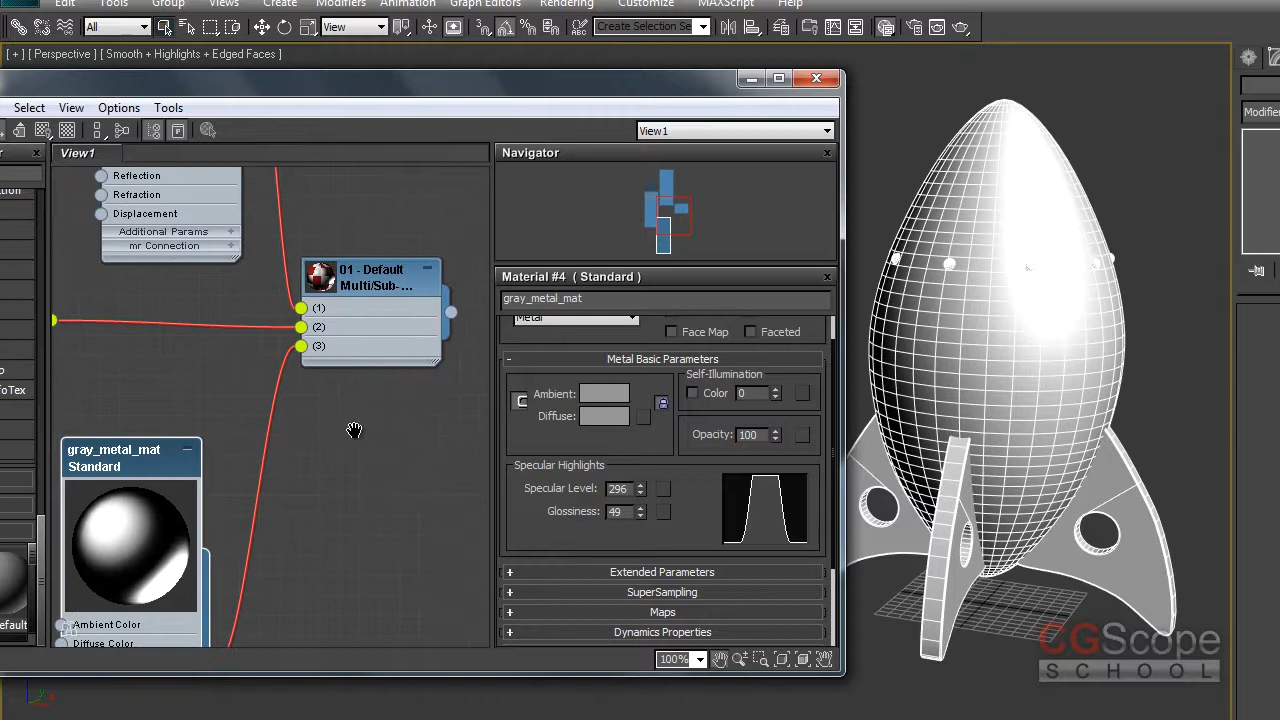 Tools Group Views Create Modifiers Animation Graph Editors Rendering Customize MAXScript Help
All View Create Selection Se
[ + ] [ Perspective ] [ Smooth + Highlights + Edged Faces ]
Select View Options Tools
View1
View1
Navigator
Modifier
Reflection
Refraction
Displacement
Additional Params +
mr Connection +
01 - Default
Multi/Sub- ...
(1)
(2)
(3)
Material #4 ( Standard )
gray_metal_mat
Metal
Face Map Faceted
- Metal Basic Parameters
Ambient:
Diffuse:
Self-Illumination
Color 0
Opacity: 100
Specular Highlights
Specular Level: 296
Glossiness: 49
+ Extended Parameters
+ SuperSampling
+ Maps
+ Dynamics Properties
gray_metal_mat
Standard
Ambient Color
Diffuse Color
100%
CGScope
SCHOOL